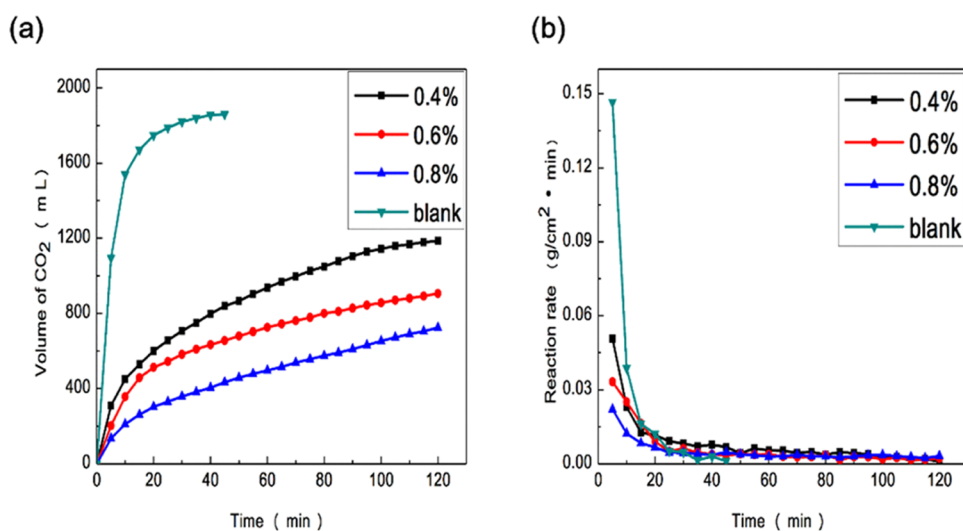 (a)
(b)
2000
1600
1200
800
400
0
0 20 40 60 80 100 120
Volume of CO₂ ( mL )
Time ( min )
0.4%
0.6%
0.8%
blank
0.15
0.12
0.09
0.06
0.03
0.00
0 20 40 60 80 100 120
Reaction rate (g/cm² • min)
Time ( min )
0.4%
0.6%
0.8%
blank